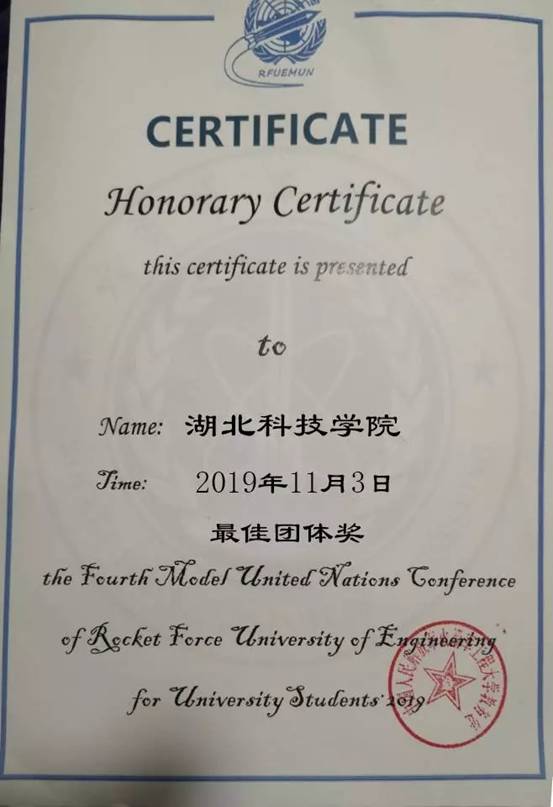 RFUEMUN
CERTIFICATE
Honorary Certificate
this certificate is presented
to
Name: 湖北科技学院
Time: 2019年11月3日
最佳团体奖
the Fourth Model United Nations Conference
of Rocket Force University of Engineering
for University Students' 2019